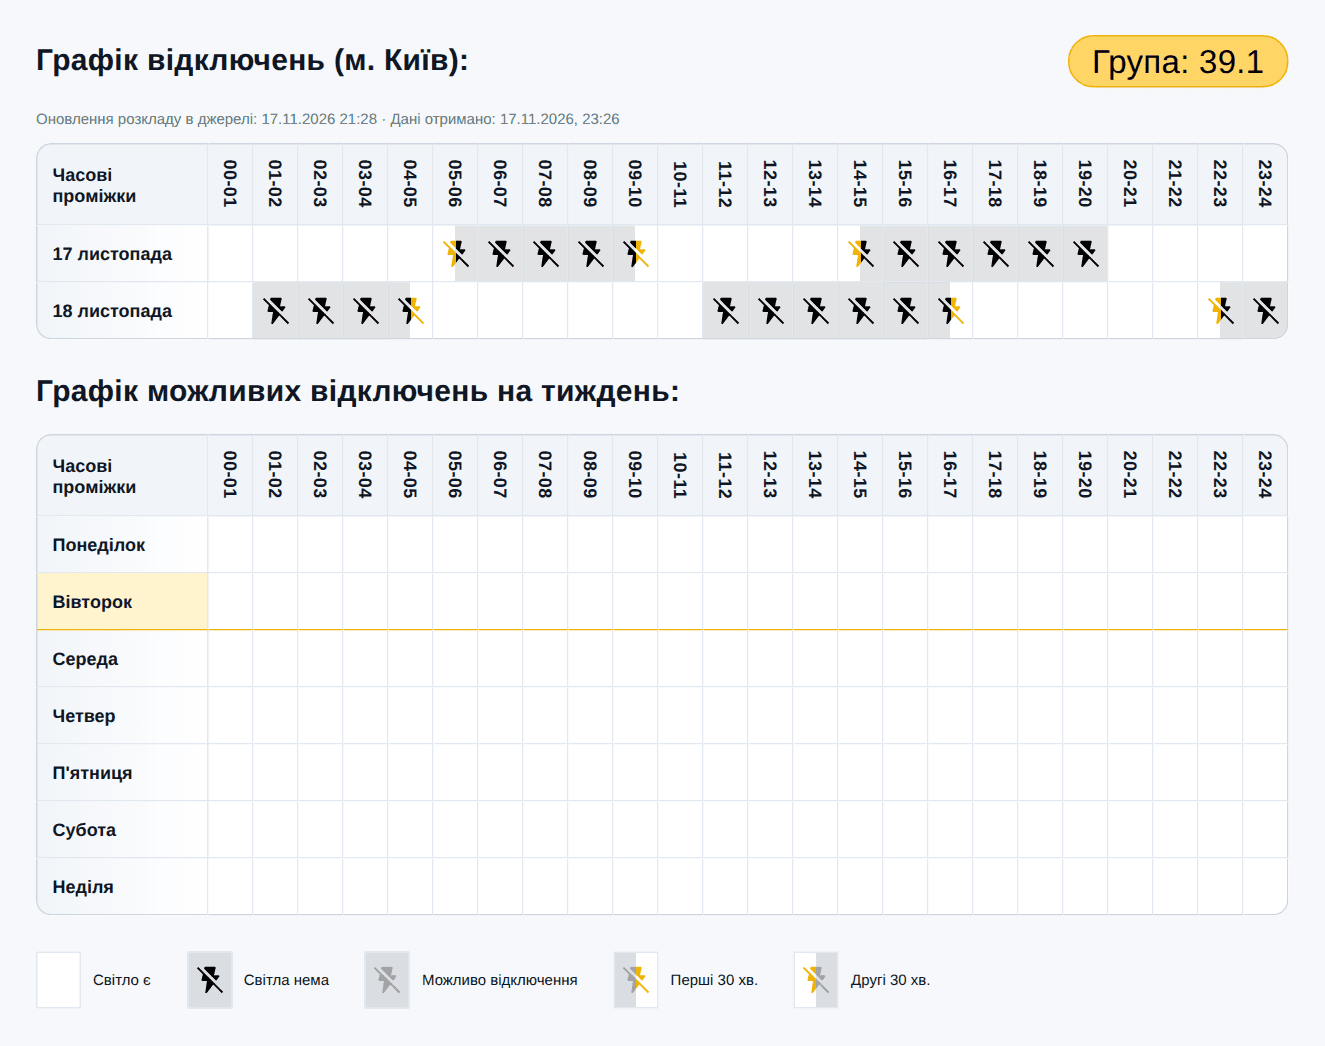 Графік відключень (м. Київ):
Група: 39.1
Оновлення розкладу в джерелі: 17.11.2026 21:28 · Дані отримано: 17.11.2026, 23:26
Часові проміжки 00-01 01-02 02-03 03-04 04-05 05-06 06-07 07-08 08-09 09-10 10-11 11-12 12-13 13-14 14-15 15-16 16-17 17-18 18-19 19-20 20-21 21-22 22-23 23-24
17 листопада
18 листопада
Графік можливих відключень на тиждень:
Часові проміжки 00-01 01-02 02-03 03-04 04-05 05-06 06-07 07-08 08-09 09-10 10-11 11-12 12-13 13-14 14-15 15-16 16-17 17-18 18-19 19-20 20-21 21-22 22-23 23-24
Понеділок
Вівторок
Середа
Четвер
П'ятниця
Субота
Неділя
Світло є Світла нема Можливо відключення Перші 30 хв. Другі 30 хв.